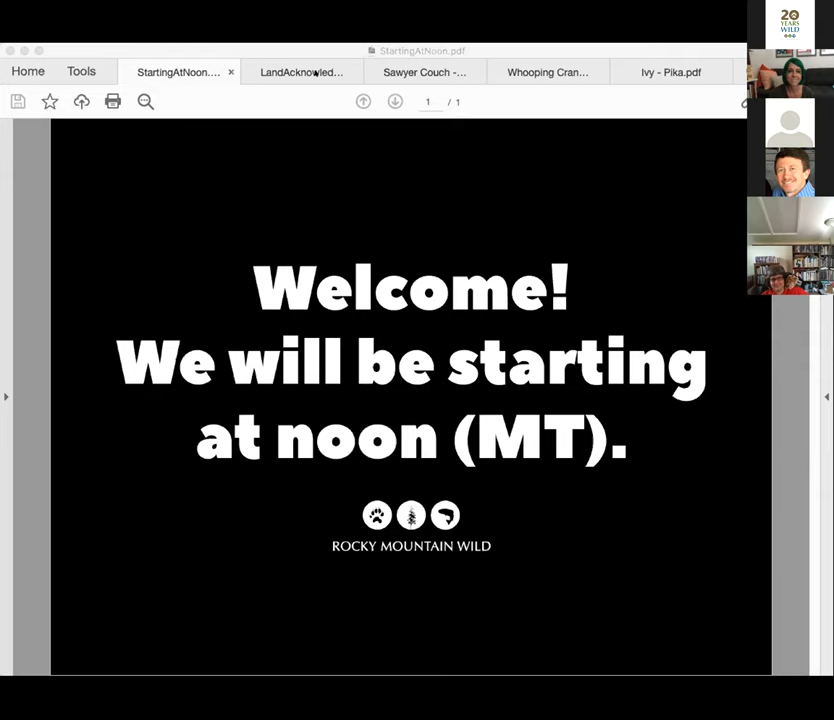 StartingAtNoon.pdf
Home
Tools
StartingAtNoon.... ×
LandAcknowled...
Sawyer Couch -...
Whooping Cran...
Ivy - Pika.pdf
1 / 1
Welcome!
We will be starting
at noon (MT).
ROCKY MOUNTAIN WILD
20
YEARS
WILD